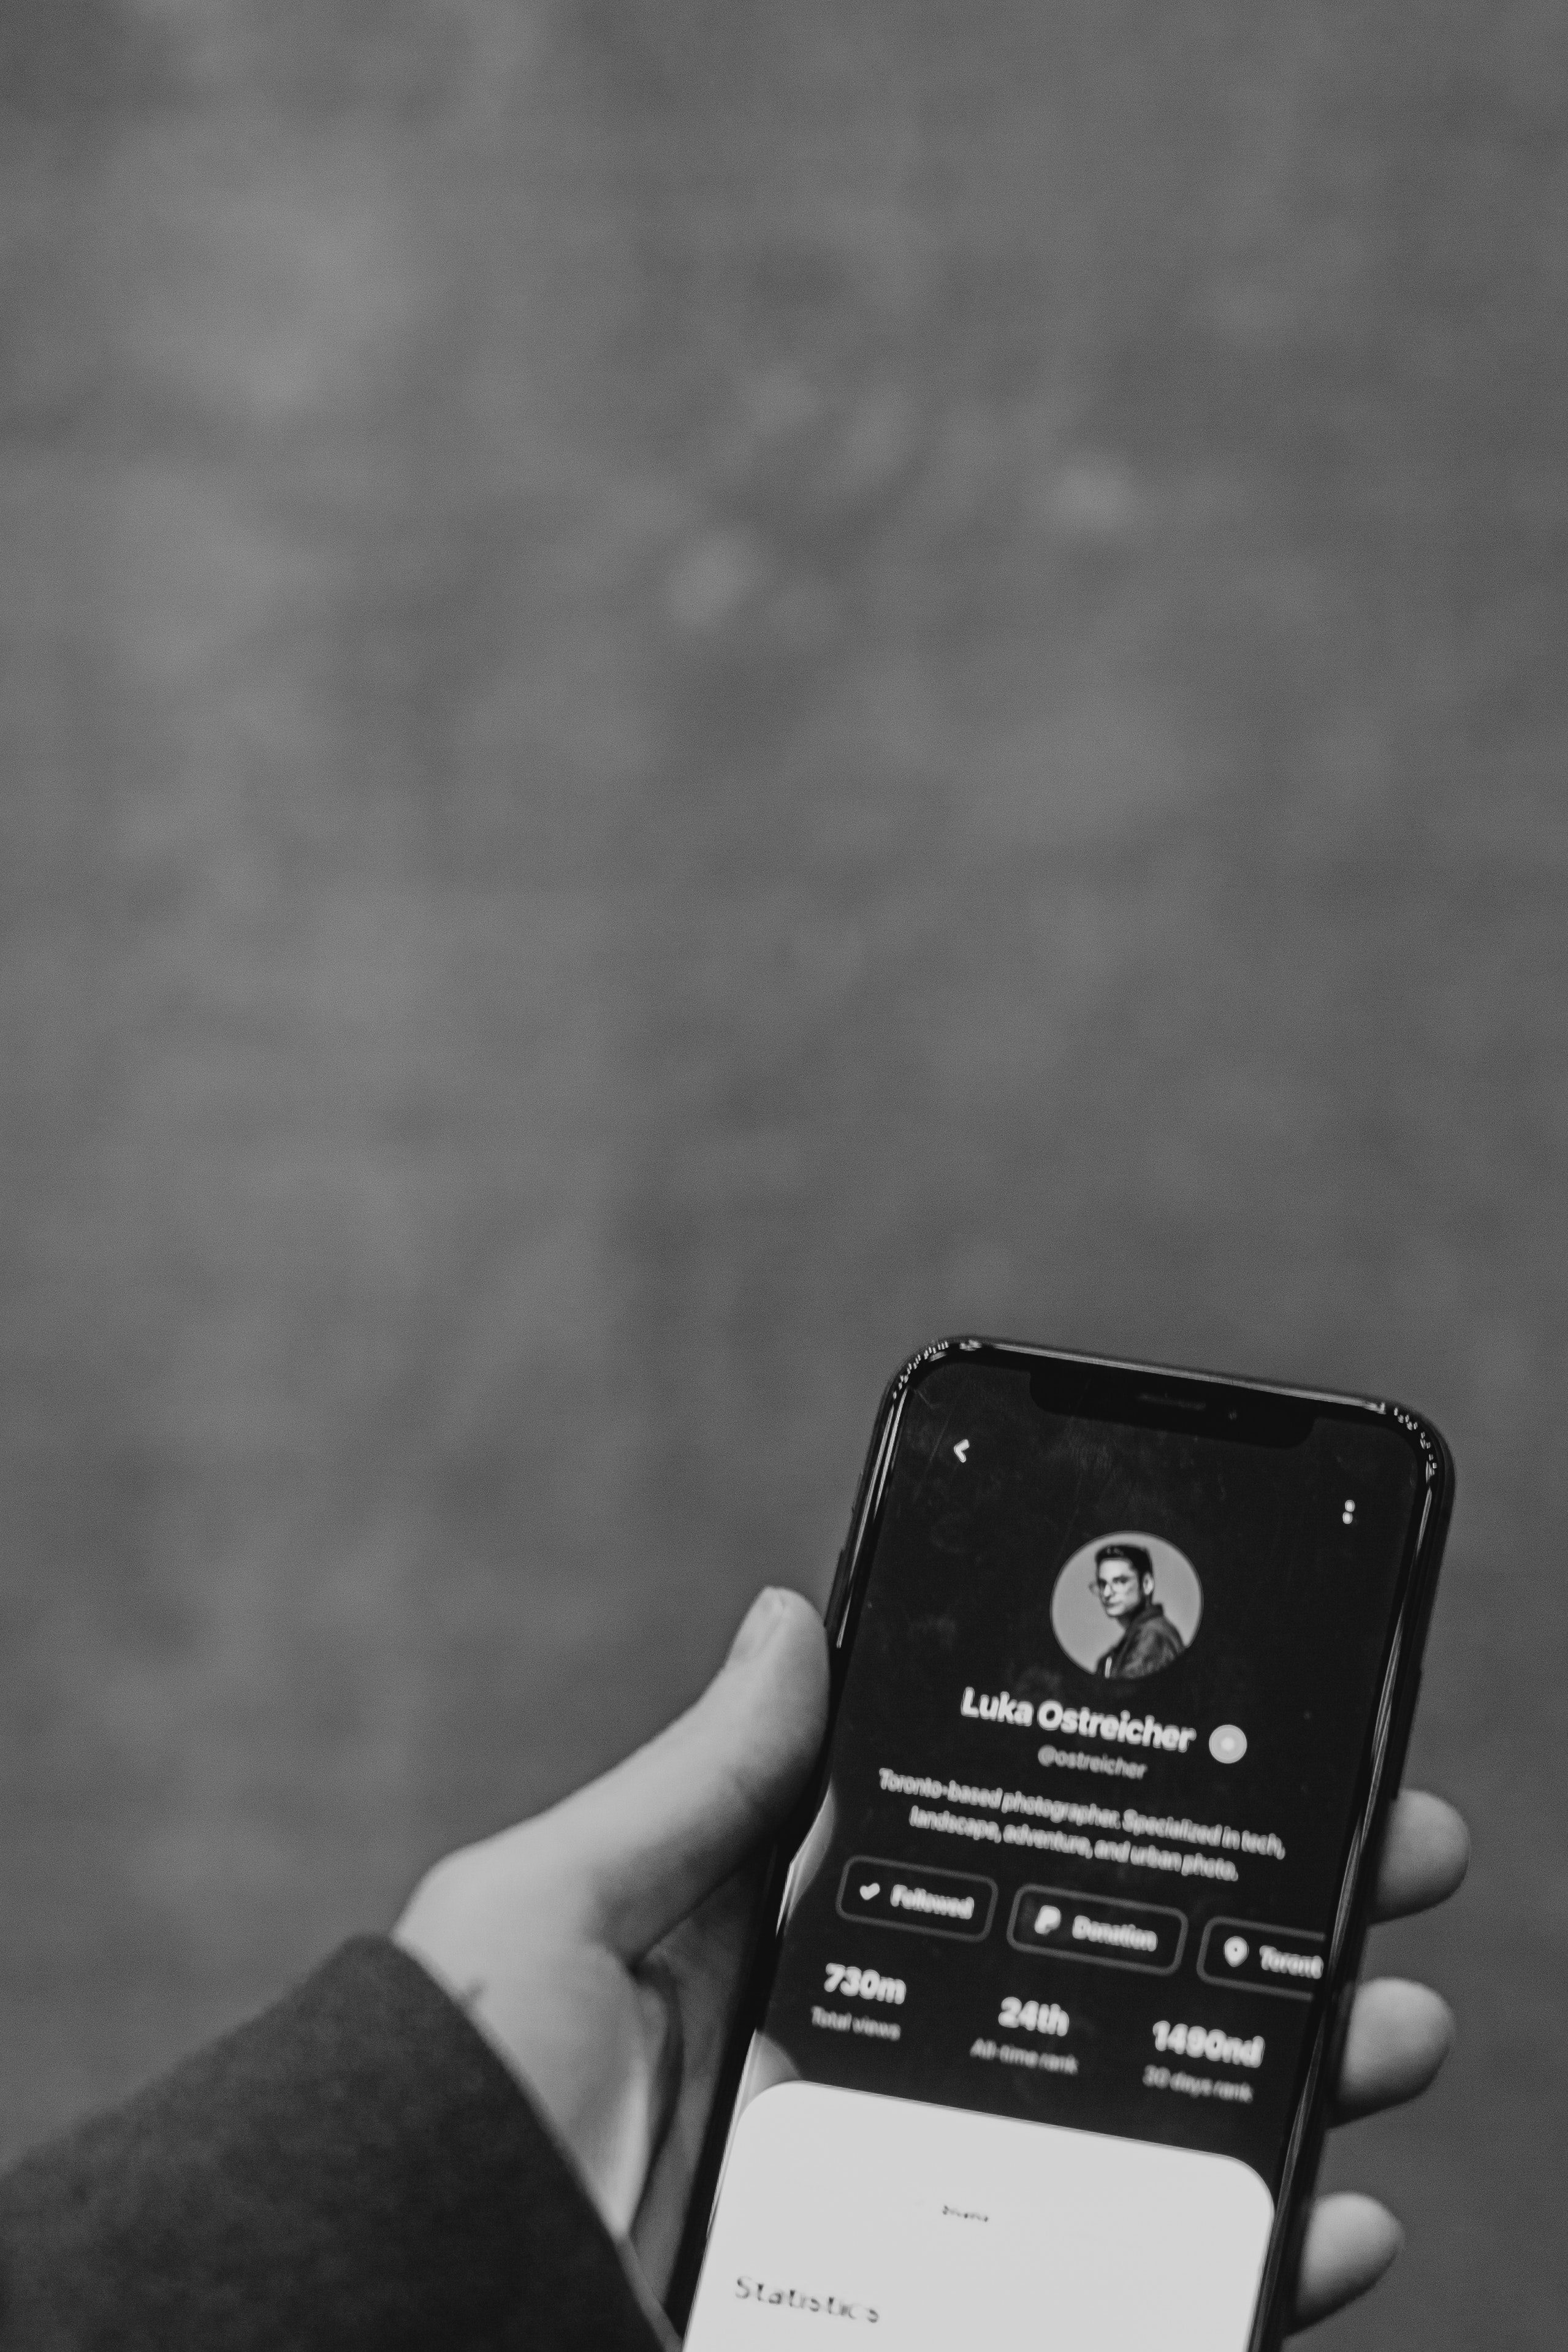 Luka Ostreicher
@ostreicher
Toronto-based photographer. Specialized in tech,
landscape, adventure, and urban photo.
Followed
Donation
Toront
730m
Total views
24th
All-time rank
1490nd
30 days rank
Statistics